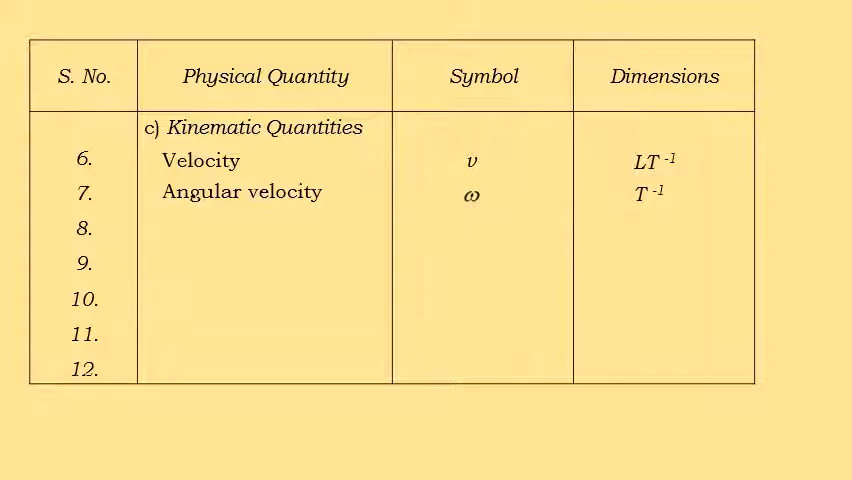 S. No. Physical Quantity Symbol Dimensions
c) Kinematic Quantities
6. Velocity υ LT⁻¹
7. Angular velocity ω T⁻¹
8.
9.
10.
11.
12.